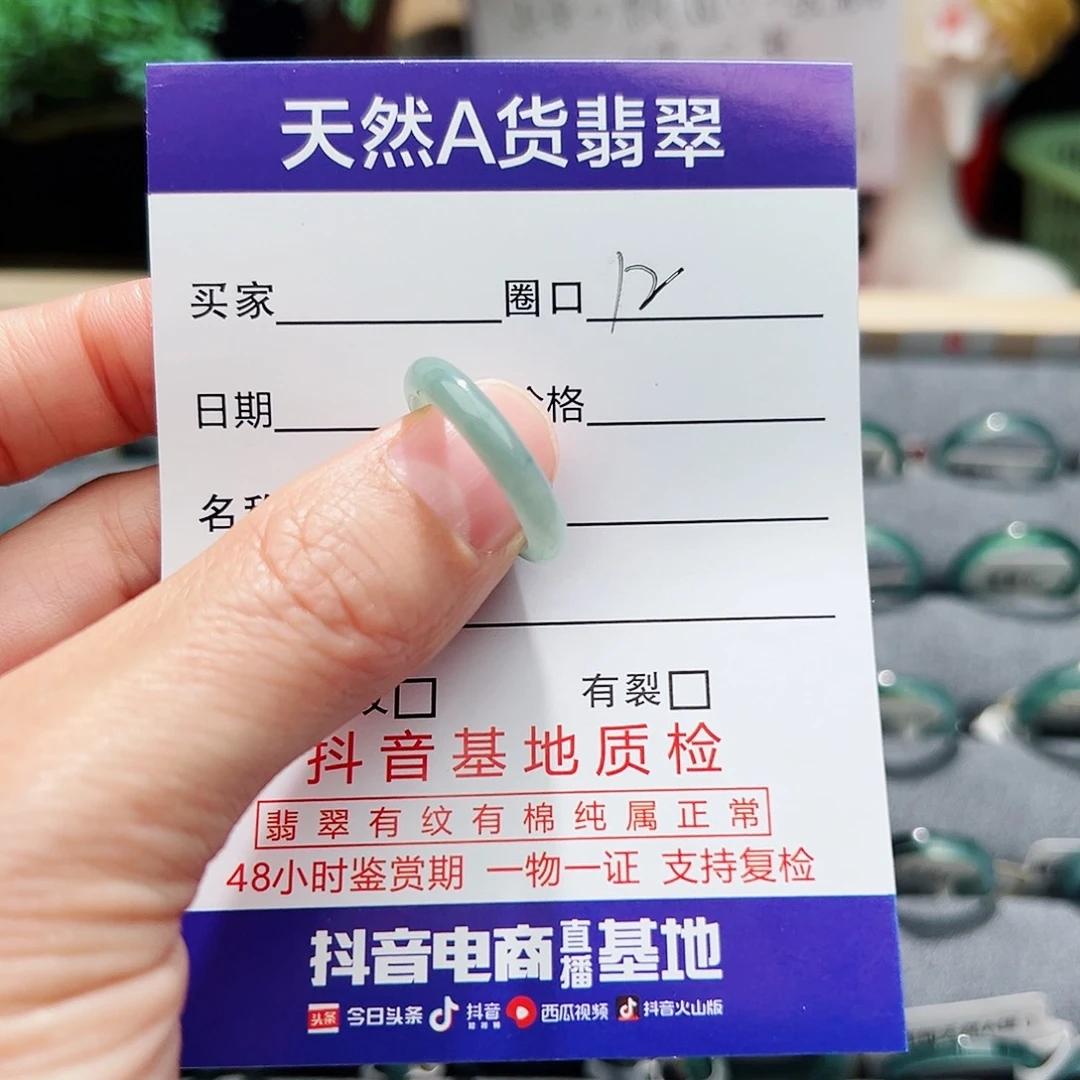 天然A货翡翠
买家 圈口 12
日期 格
名
有裂
抖音基地质检
翡翠有纹有棉纯属正常
48小时鉴赏期 一物一证 支持复检
抖音电商直播基地
头条 今日头条 抖音 西瓜视频 抖音火山版